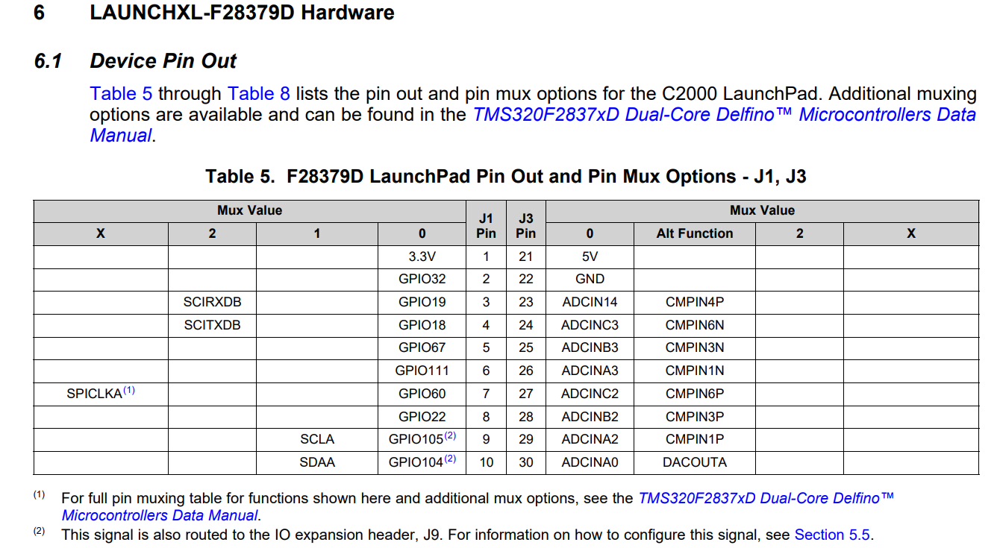 6 LAUNCHXL-F28379D Hardware
6.1 Device Pin Out
Table 5 through Table 8 lists the pin out and pin mux options for the C2000 LaunchPad. Additional muxing
options are available and can be found in the TMS320F2837xD Dual-Core Delfino™ Microcontrollers Data
Manual.
Table 5. F28379D LaunchPad Pin Out and Pin Mux Options - J1, J3
Mux Value J1 Pin J3 Pin Mux Value
X 2 1 0 0 Alt Function 2 X
3.3V 1 21 5V
GPIO32 2 22 GND
SCIRXDB GPIO19 3 23 ADCIN14 CMPIN4P
SCITXDB GPIO18 4 24 ADCINC3 CMPIN6N
GPIO67 5 25 ADCINB3 CMPIN3N
GPIO111 6 26 ADCINA3 CMPIN1N
SPICLKA(1) GPIO60 7 27 ADCINC2 CMPIN6P
GPIO22 8 28 ADCINB2 CMPIN3P
SCLA GPIO105(2) 9 29 ADCINA2 CMPIN1P
SDAA GPIO104(2) 10 30 ADCINA0 DACOUTA
(1) For full pin muxing table for functions shown here and additional mux options, see the TMS320F2837xD Dual-Core Delfino™
Microcontrollers Data Manual.
(2) This signal is also routed to the IO expansion header, J9. For information on how to configure this signal, see Section 5.5.